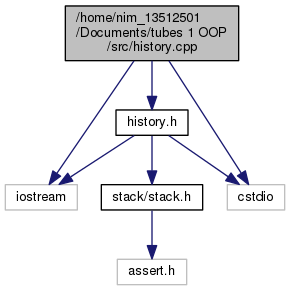 /home/nim_13512501
/Documents/tubes 1 OOP
/src/history.cpp
history.h
iostream
stack/stack.h
cstdio
assert.h